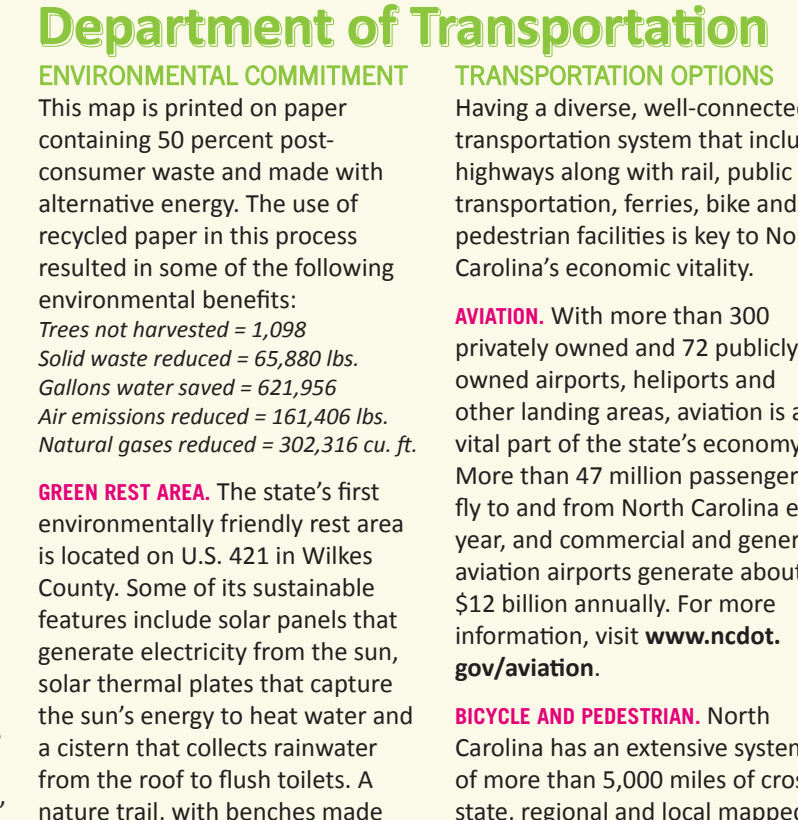 Department of Transportation
ENVIRONMENTAL COMMITMENT
This map is printed on paper
containing 50 percent post-
consumer waste and made with
alternative energy. The use of
recycled paper in this process
resulted in some of the following
environmental benefits:
Trees not harvested = 1,098
Solid waste reduced = 65,880 lbs.
Gallons water saved = 621,956
Air emissions reduced = 161,406 lbs.
Natural gases reduced = 302,316 cu. ft.
GREEN REST AREA. The state's first
environmentally friendly rest area
is located on U.S. 421 in Wilkes
County. Some of its sustainable
features include solar panels that
generate electricity from the sun,
solar thermal plates that capture
the sun's energy to heat water and
a cistern that collects rainwater
from the roof to flush toilets. A
nature trail, with benches made
TRANSPORTATION OPTIONS
Having a diverse, well-connected
transportation system that inclu
highways along with rail, public
transportation, ferries, bike and
pedestrian facilities is key to No
Carolina's economic vitality.
AVIATION. With more than 300
privately owned and 72 publicly
owned airports, heliports and
other landing areas, aviation is a
vital part of the state's economy
More than 47 million passenger
fly to and from North Carolina e
year, and commercial and gener
aviation airports generate about
$12 billion annually. For more
information, visit www.ncdot.
gov/aviation.
BICYCLE AND PEDESTRIAN. North
Carolina has an extensive system
of more than 5,000 miles of cros
state, regional and local mapped